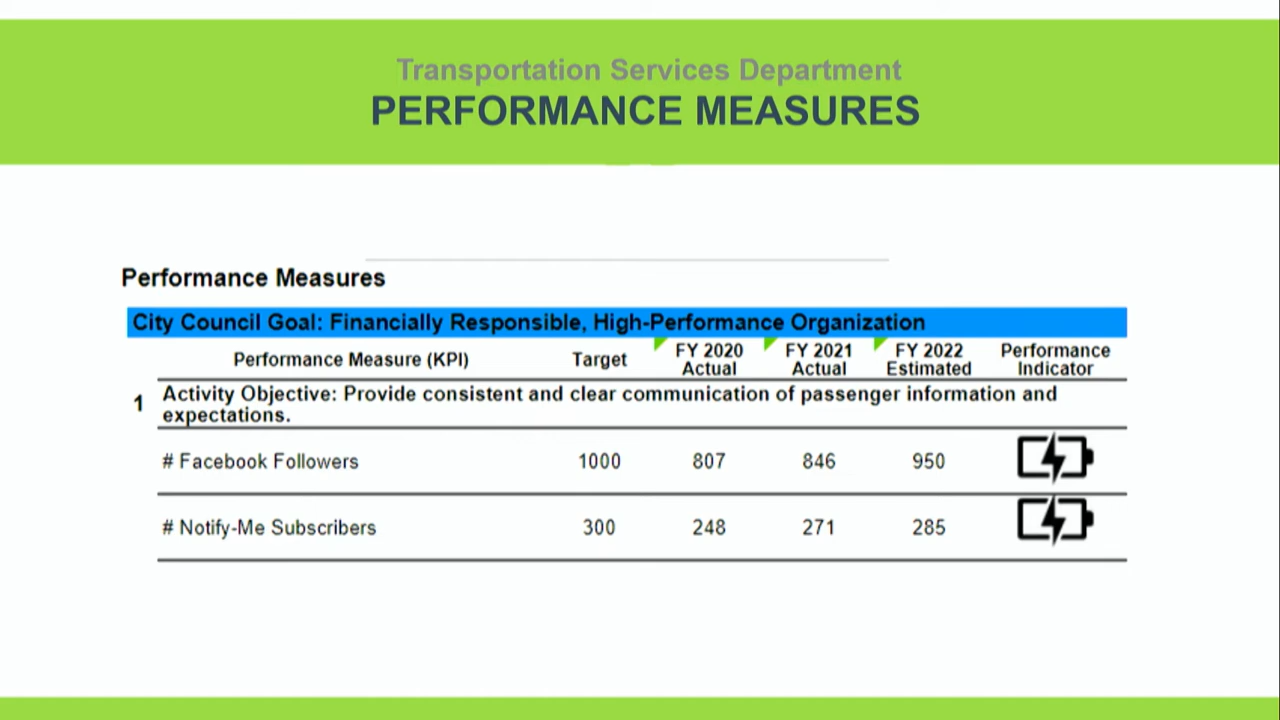 Transportation Services Department
PERFORMANCE MEASURES
Performance Measures
City Council Goal: Financially Responsible, High-Performance Organization
Performance Measure (KPI) Target FY 2020 Actual FY 2021 Actual FY 2022 Estimated Performance Indicator
1 Activity Objective: Provide consistent and clear communication of passenger information and
expectations.
# Facebook Followers 1000 807 846 950
# Notify-Me Subscribers 300 248 271 285